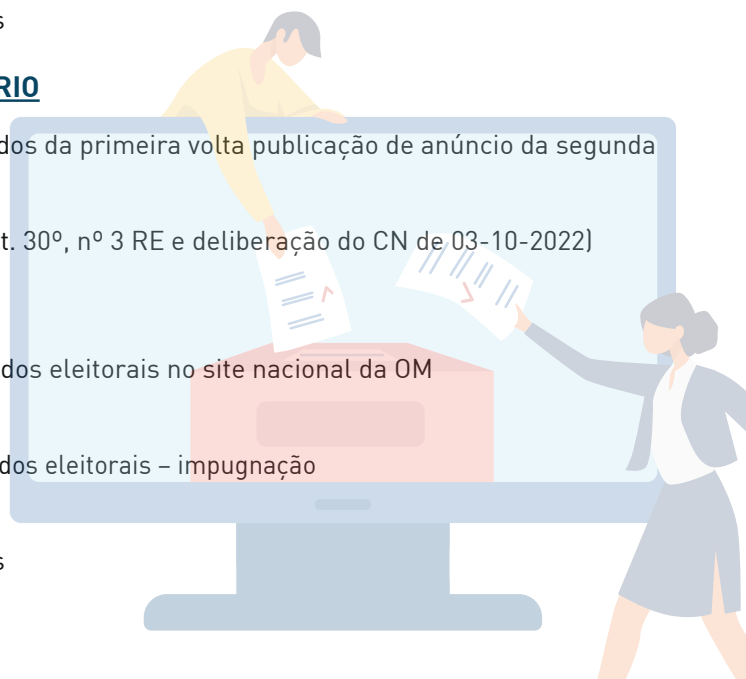 s
RIO
dos da primeira volta publicação de anúncio da segunda
t. 30º, nº 3 RE e deliberação do CN de 03-10-2022)
dos eleitorais no site nacional da OM
dos eleitorais – impugnação
s